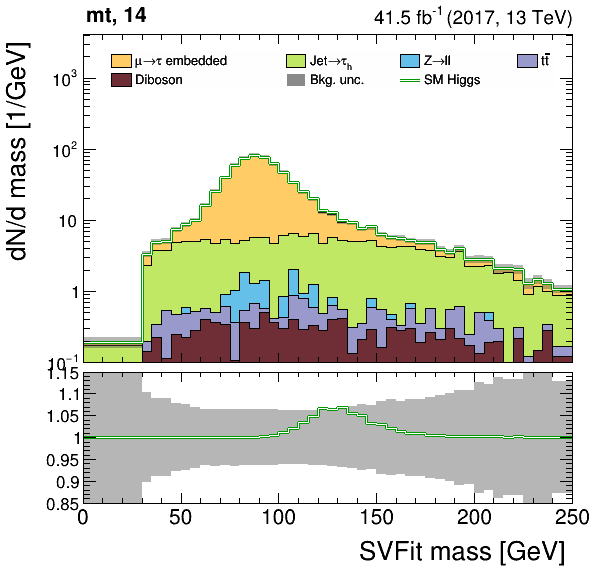 mt, 14 41.5 fb⁻¹ (2017, 13 TeV)
dN/d mass [1/GeV]
μ→τ embedded Jet→τₕ Z→ll tt̄
Diboson Bkg. unc. SM Higgs
10³
10²
10
1
10⁻¹
1.15
1.1
1.05
1
0.95
0.9
0.85
0 50 100 150 200 250
SVFit mass [GeV]